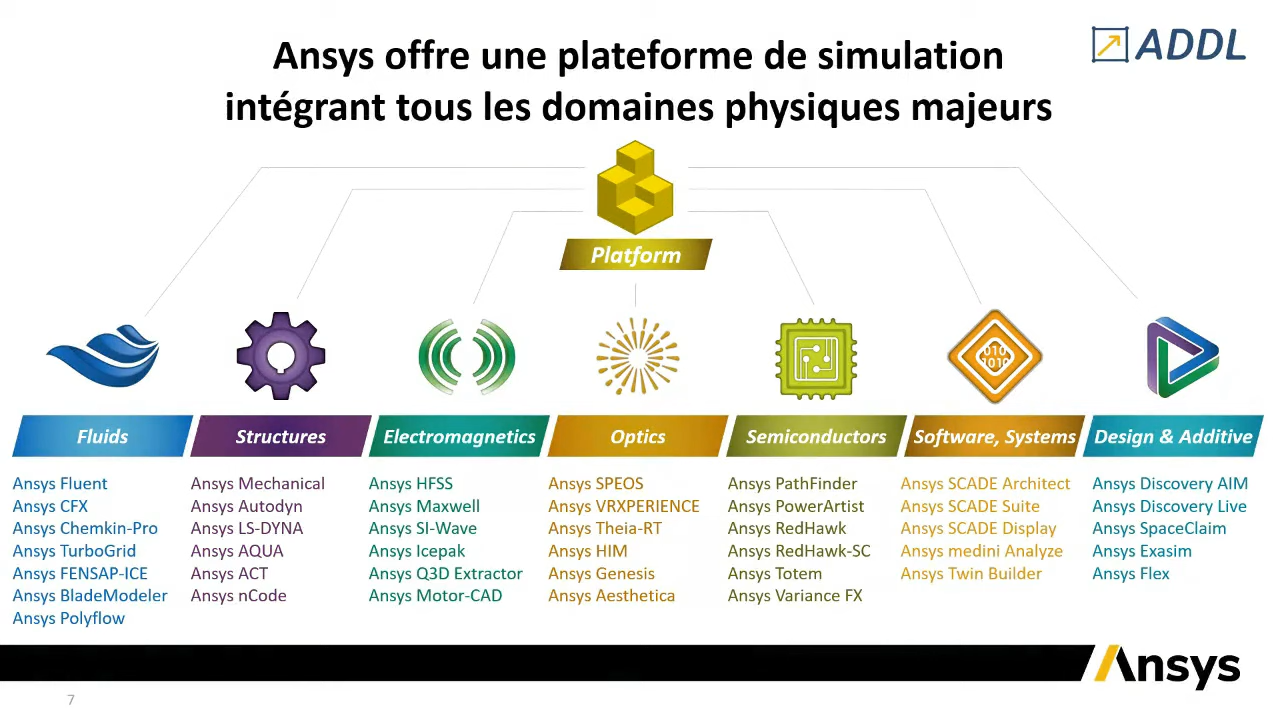 Ansys offre une plateforme de simulation
intégrant tous les domaines physiques majeurs
ADDL
Platform
010
1010
Fluids
Ansys Fluent
Ansys CFX
Ansys Chemkin-Pro
Ansys TurboGrid
Ansys FENSAP-ICE
Ansys BladeModeler
Ansys Polyflow
Structures
Ansys Mechanical
Ansys Autodyn
Ansys LS-DYNA
Ansys AQUA
Ansys ACT
Ansys nCode
Electromagnetics
Ansys HFSS
Ansys Maxwell
Ansys SI-Wave
Ansys Icepak
Ansys Q3D Extractor
Ansys Motor-CAD
Optics
Ansys SPEOS
Ansys VRXPERIENCE
Ansys Theia-RT
Ansys HIM
Ansys Genesis
Ansys Aesthetica
Semiconductors
Ansys PathFinder
Ansys PowerArtist
Ansys RedHawk
Ansys RedHawk-SC
Ansys Totem
Ansys Variance FX
Software, Systems
Ansys SCADE Architect
Ansys SCADE Suite
Ansys SCADE Display
Ansys medini Analyze
Ansys Twin Builder
Design & Additive
Ansys Discovery AIM
Ansys Discovery Live
Ansys SpaceClaim
Ansys Exasim
Ansys Flex
Ansys
7